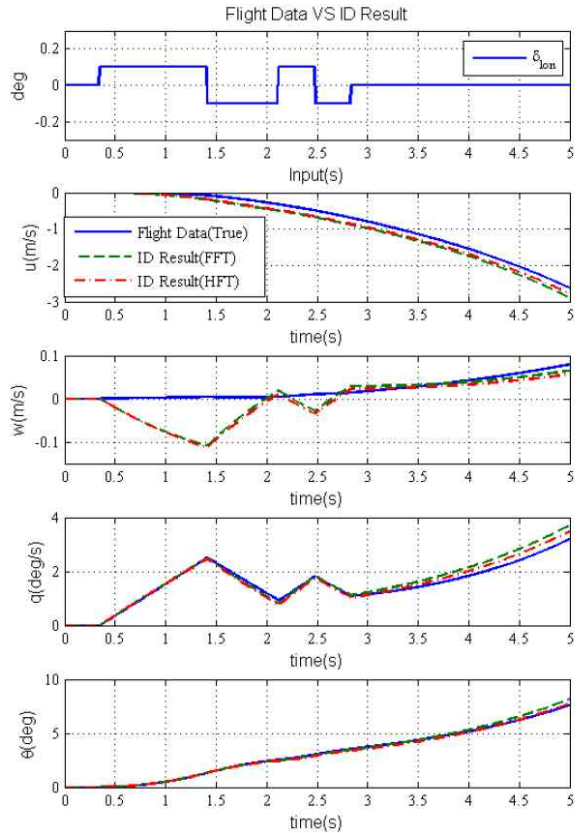 Flight Data VS ID Result
0.2
0
-0.2
deg
δlon
0 0.5 1 1.5 2 2.5 3 3.5 4 4.5 5
Input(s)
0
-1
-2
-3
u(m/s)
Flight Data(True)
ID Result(FFT)
ID Result(HFT)
0 0.5 1 1.5 2 2.5 3 3.5 4 4.5 5
time(s)
0.1
0
-0.1
w(m/s)
0 0.5 1 1.5 2 2.5 3 3.5 4 4.5 5
time(s)
4
2
0
q(deg/s)
0 0.5 1 1.5 2 2.5 3 3.5 4 4.5 5
time(s)
10
5
0
θ(deg)
0 0.5 1 1.5 2 2.5 3 3.5 4 4.5 5
time(s)